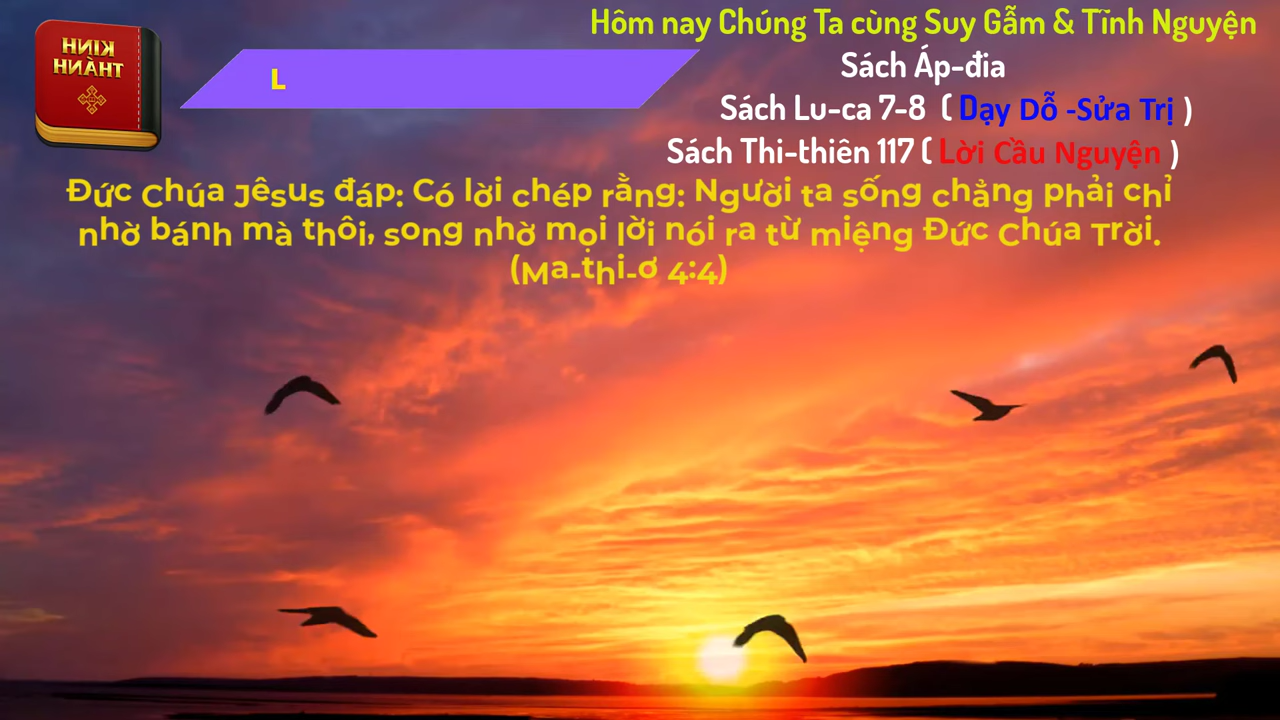 KINH
THÁNH
L
Hôm nay Chúng Ta cùng Suy Gẫm & Tĩnh Nguyện
Sách Áp-đia
Sách Lu-ca 7-8 ( Dạy Dỗ -Sửa Trị )
Sách Thi-thiên 117 ( Lời Cầu Nguyện )
Đức Chúa Jêsus đáp: Có lời chép rằng: Người ta sống chẳng phải chỉ
nhờ bánh mà thôi, song nhờ mọi lời nói ra từ miệng Đức Chúa Trời.
(Ma-thi-ơ 4:4)